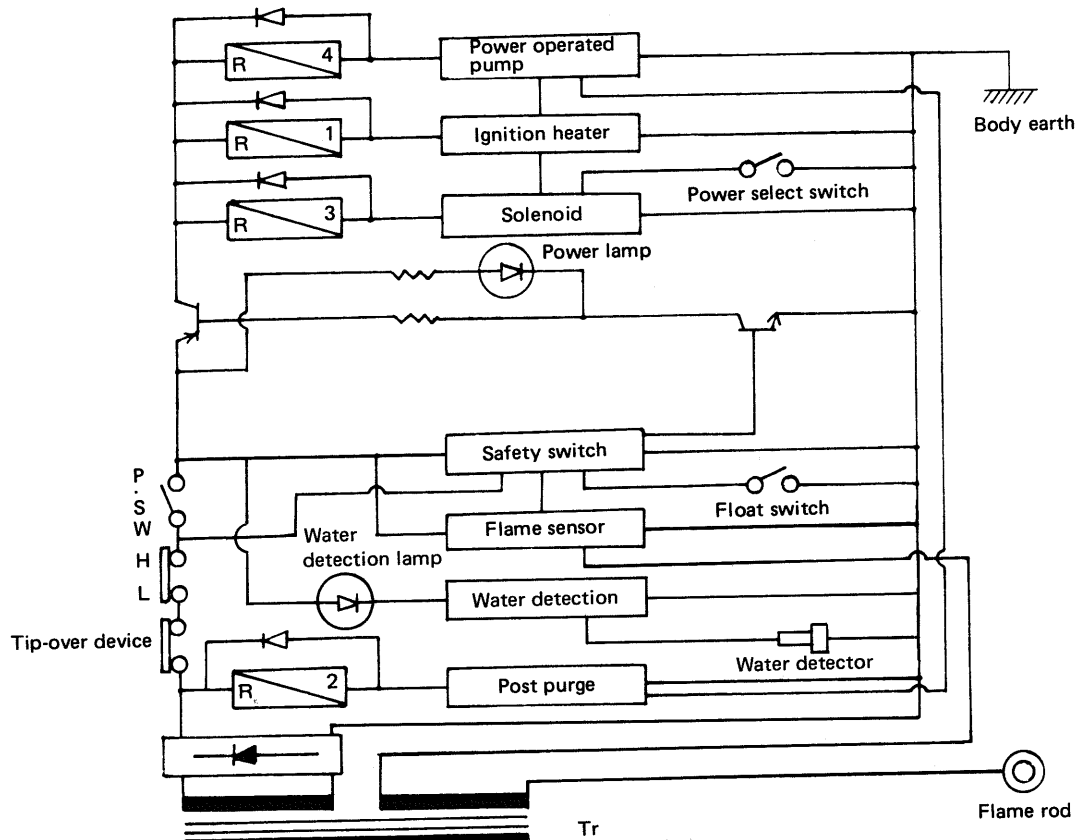 R 4
Power operated
pump
Body earth
R 1
Ignition heater
Power select switch
R 3
Solenoid
Power lamp
Safety switch
P.SW
Float switch
Flame sensor
Water
detection lamp
H
L
Water detection
Tip-over device
Water detector
R 2
Post purge
Flame rod
Tr